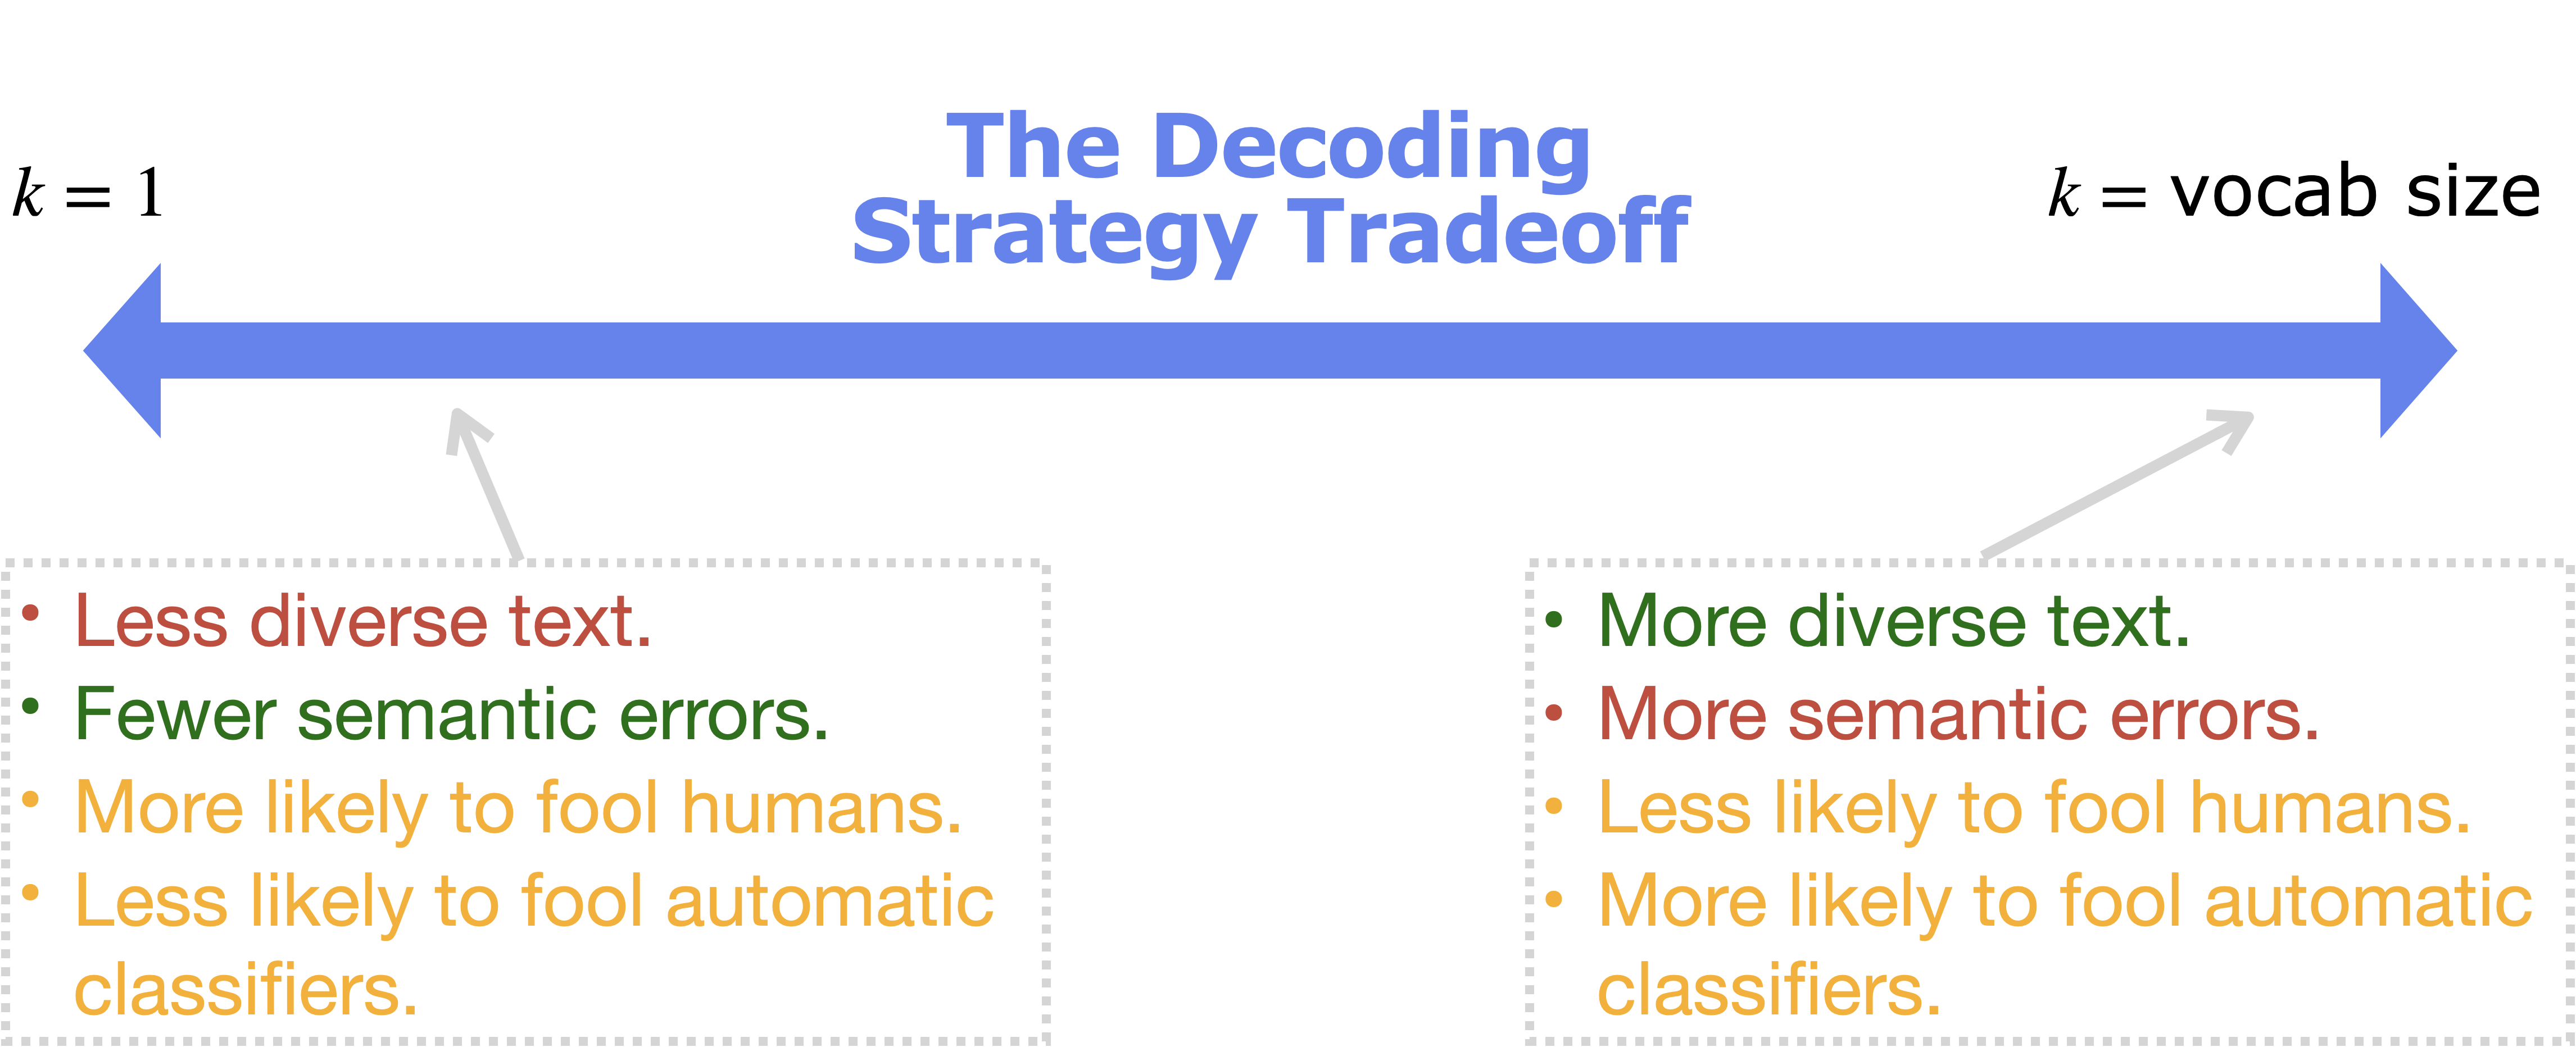 The Decoding
Strategy Tradeoff
k = 1
k = vocab size
• Less diverse text.
• Fewer semantic errors.
• More likely to fool humans.
• Less likely to fool automatic
classifiers.
• More diverse text.
• More semantic errors.
• Less likely to fool humans.
• More likely to fool automatic
classifiers.